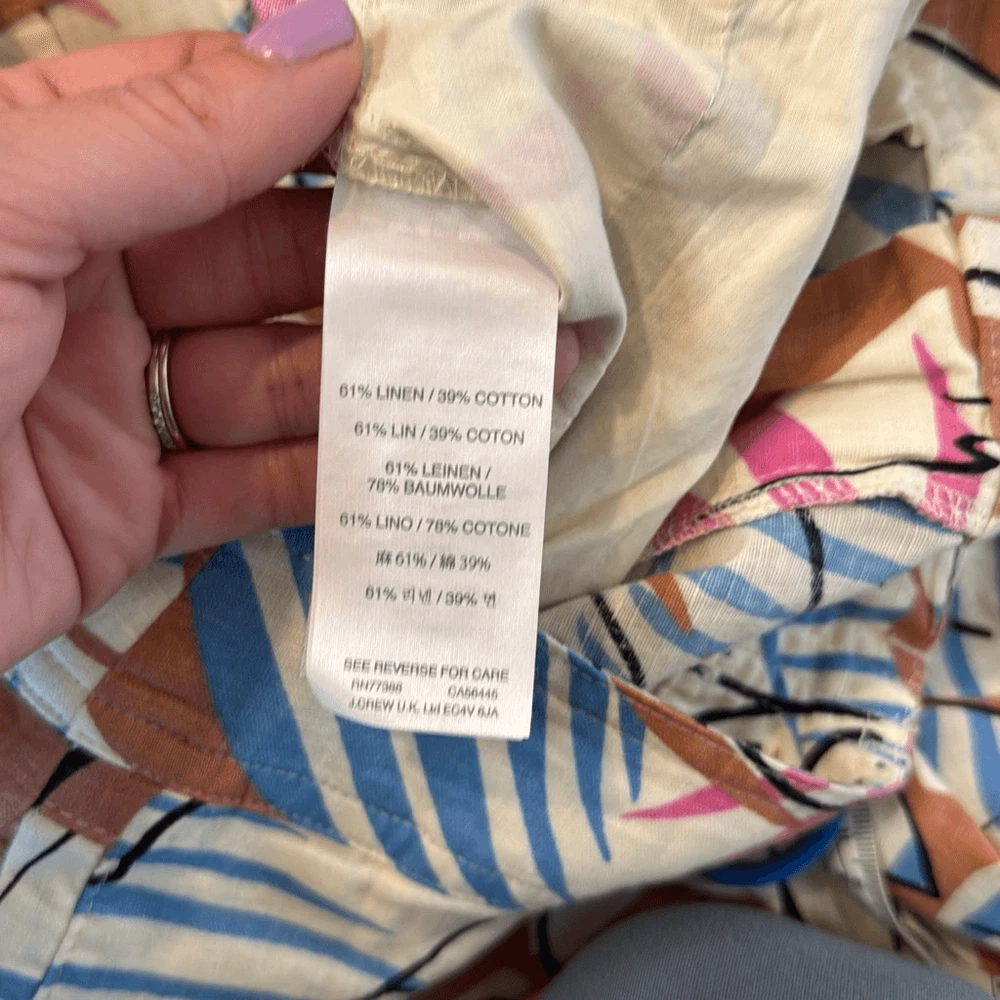 61% LINEN / 39% COTTON
61% LIN / 39% COTON
61% LEINEN /
78% BAUMWOLLE
61% LINO / 78% COTONE
麻 61% / 綿 39%
61% 리넨 / 39% 면
SEE REVERSE FOR CARE
RN77388 CA56446
J.CREW U.K. Ltd EC4V 6JA